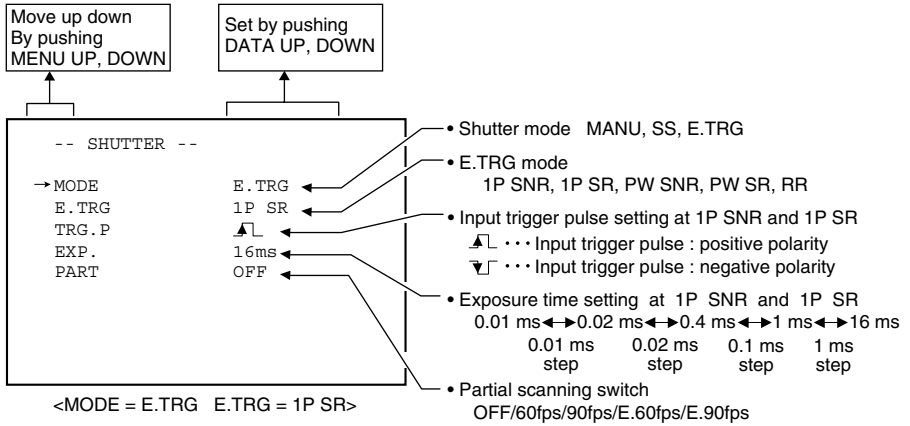 Move up down
By pushing
MENU UP, DOWN
Set by pushing
DATA UP, DOWN
-- SHUTTER --
→MODE E.TRG
E.TRG 1P SR
TRG.P
EXP. 16ms
PART OFF
<MODE = E.TRG E.TRG = 1P SR>
• Shutter mode MANU, SS, E.TRG
• E.TRG mode
1P SNR, 1P SR, PW SNR, PW SR, RR
• Input trigger pulse setting at 1P SNR and 1P SR
··· Input trigger pulse : positive polarity
··· Input trigger pulse : negative polarity
• Exposure time setting at 1P SNR and 1P SR
0.01 ms↔0.02 ms↔0.4 ms↔1 ms↔16 ms
0.01 ms 0.02 ms 0.1 ms 1 ms
step step step step
• Partial scanning switch
OFF/60fps/90fps/E.60fps/E.90fps